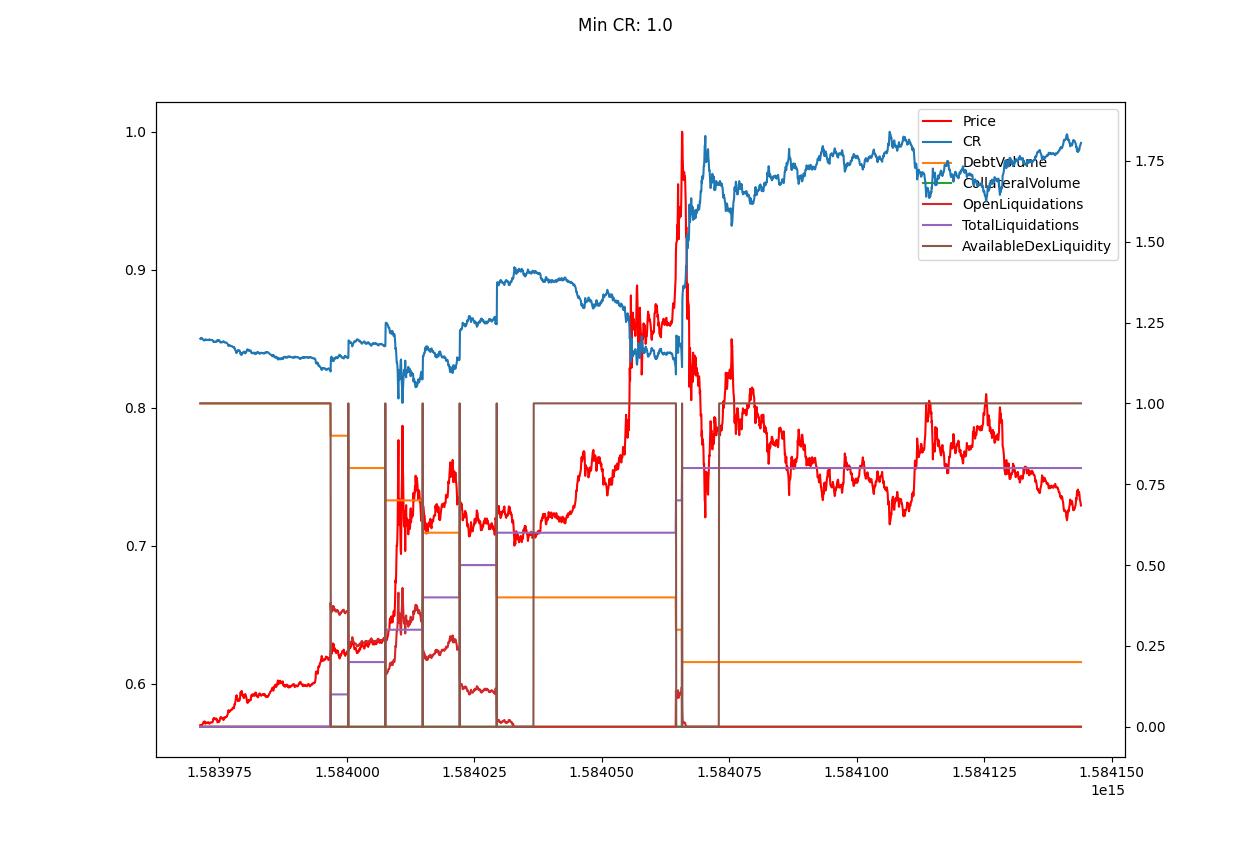 Min CR: 1.0
1.0
0.9
0.8
0.7
0.6
1.75
1.50
1.25
1.00
0.75
0.50
0.25
0.00
Price
CR
DebtVolume
CollateralVolume
OpenLiquidations
TotalLiquidations
AvailableDexLiquidity
1.583975 1.584000 1.584025 1.584050 1.584075 1.584100 1.584125 1.584150
1e15